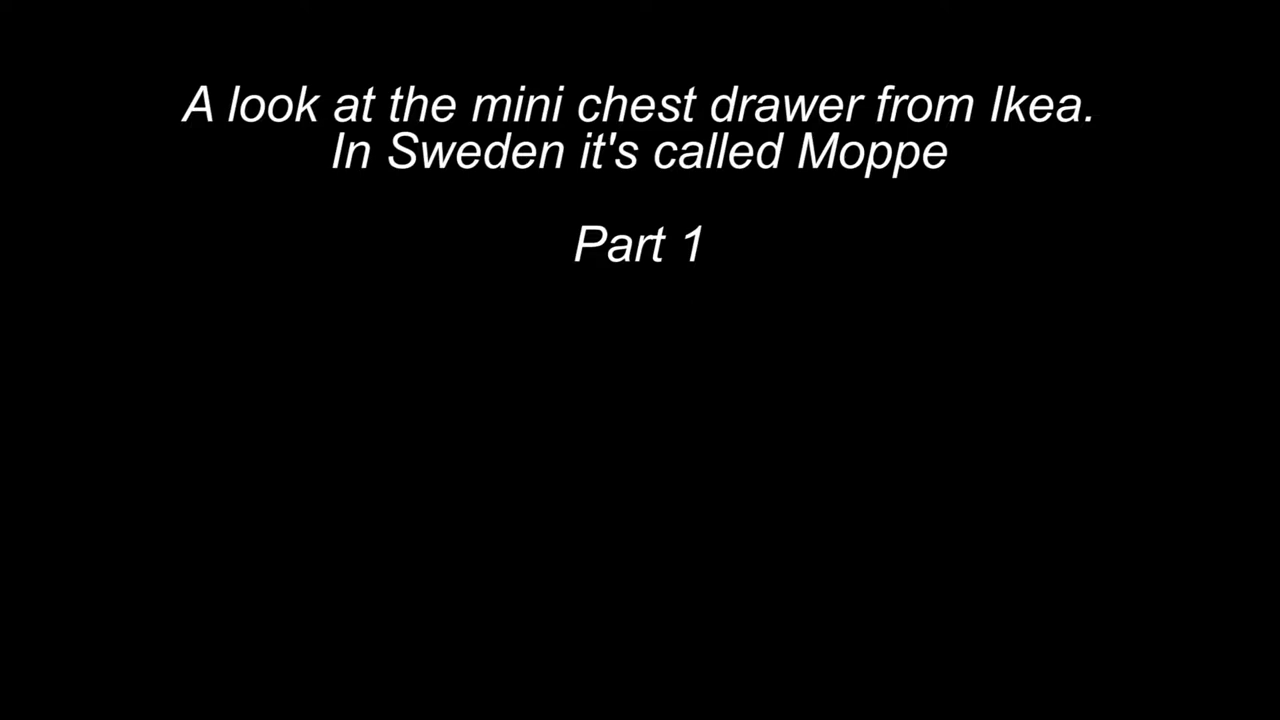 A look at the mini chest drawer from Ikea.
In Sweden it's called Moppe
Part 1